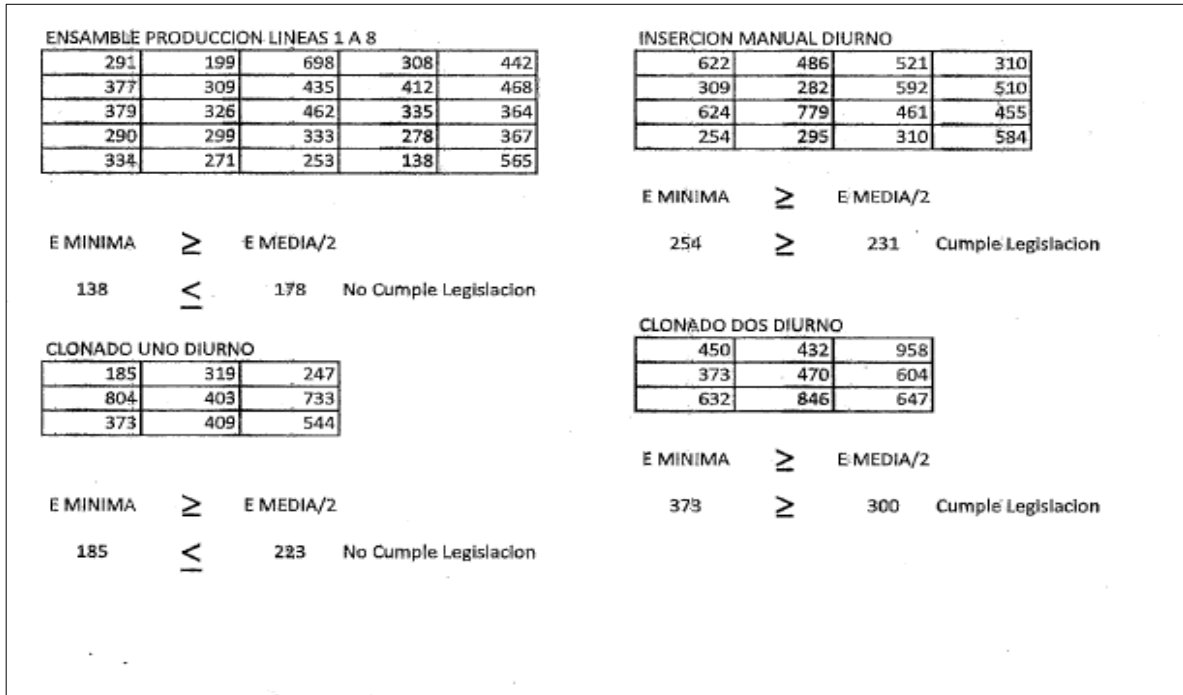 ENSAMBLE PRODUCCION LINEAS 1 A 8
291 199 698 308 442
377 309 435 412 468
379 326 462 335 364
290 299 333 278 367
334 271 253 138 565
E MINIMA ≥ E MEDIA/2
138 ≤ 178 No Cumple Legislacion
CLONADO UNO DIURNO
185 319 247
804 403 733
373 409 544
E MINIMA ≥ E MEDIA/2
185 ≤ 223 No Cumple Legislacion
INSERCION MANUAL DIURNO
622 486 521 310
309 282 592 510
624 779 461 455
254 295 310 584
E MINIMA ≥ E MEDIA/2
254 ≥ 231 Cumple Legislacion
CLONADO DOS DIURNO
450 432 958
373 470 604
632 846 647
E MINIMA ≥ E MEDIA/2
373 ≥ 300 Cumple Legislacion